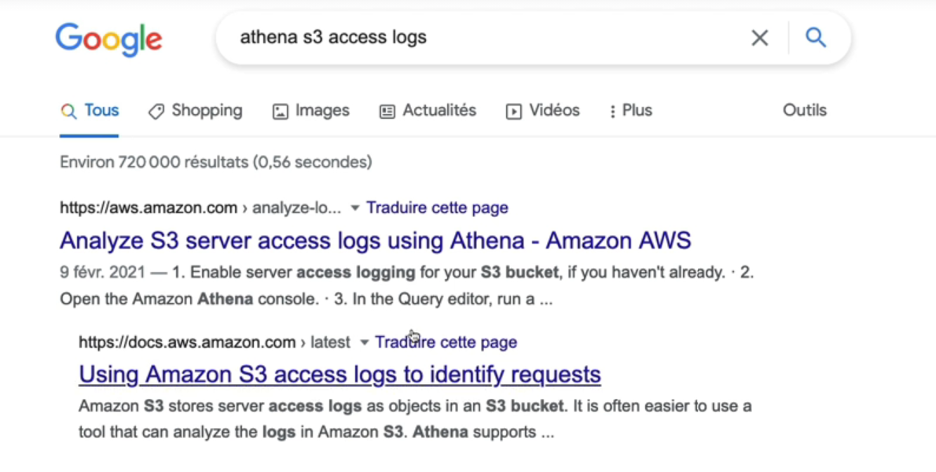 Google
athena s3 access logs
Tous Shopping Images Actualités Vidéos Plus Outils
Environ 720 000 résultats (0,56 secondes)
https://aws.amazon.com › analyze-lo... Traduire cette page
Analyze S3 server access logs using Athena - Amazon AWS
9 févr. 2021 — 1. Enable server access logging for your S3 bucket, if you haven't already. · 2.
Open the Amazon Athena console. · 3. In the Query editor, run a ...
https://docs.aws.amazon.com › latest Traduire cette page
Using Amazon S3 access logs to identify requests
Amazon S3 stores server access logs as objects in an S3 bucket. It is often easier to use a
tool that can analyze the logs in Amazon S3. Athena supports ...